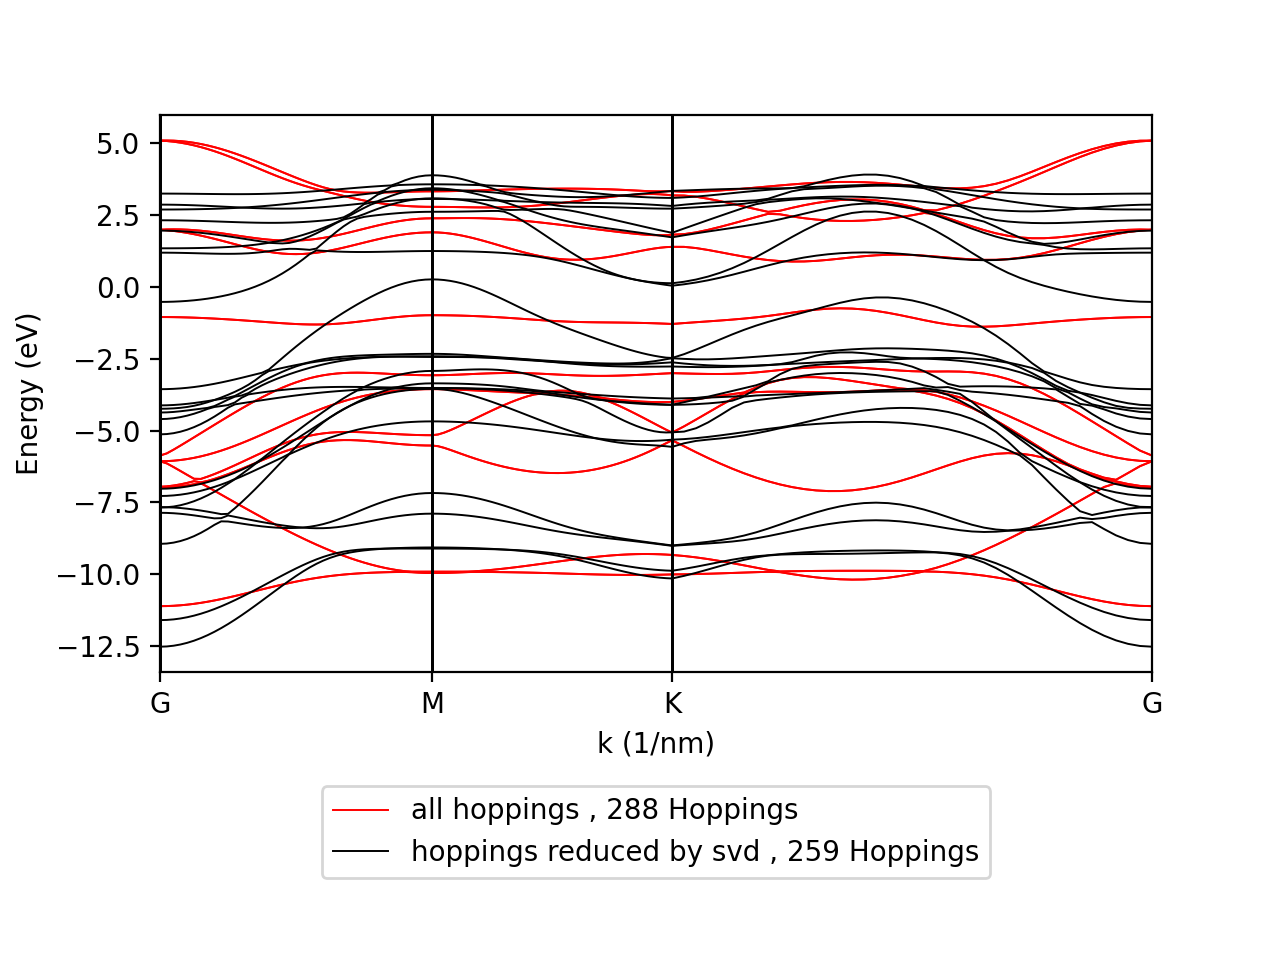 5.0
2.5
0.0
−2.5
−5.0
−7.5
−10.0
−12.5
Energy (eV)
G M K G
k (1/nm)
all hoppings , 288 Hoppings
hoppings reduced by svd , 259 Hoppings